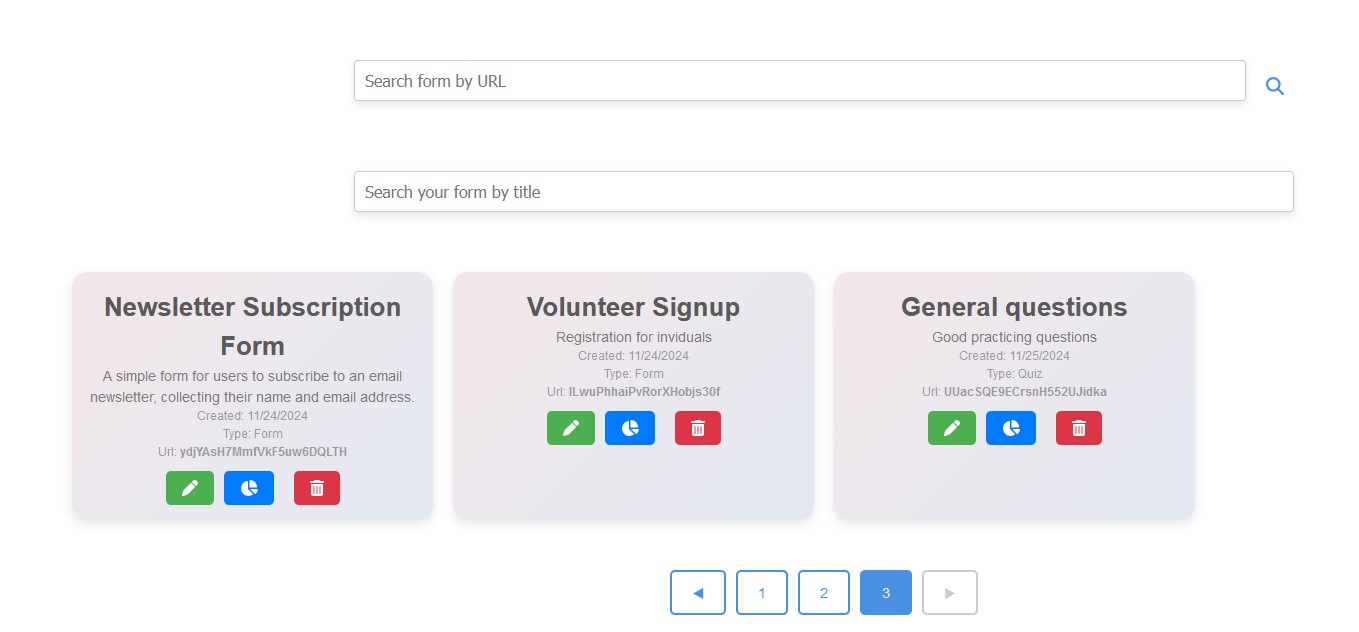 Search form by URL
Search your form by title
Newsletter Subscription
Form
A simple form for users to subscribe to an email
newsletter, collecting their name and email address.
Created: 11/24/2024
Type: Form
Url: ydjYAsH7MmfVkF5uw6DQLTH
Volunteer Signup
Registration for inviduals
Created: 11/24/2024
Type: Form
Url: ILwuPhhaiPvRorXHobjs30f
General questions
Good practicing questions
Created: 11/25/2024
Type: Quiz
Url: UUacSQE9ECrsnH552UJidka
◀ 1 2 3 ▶